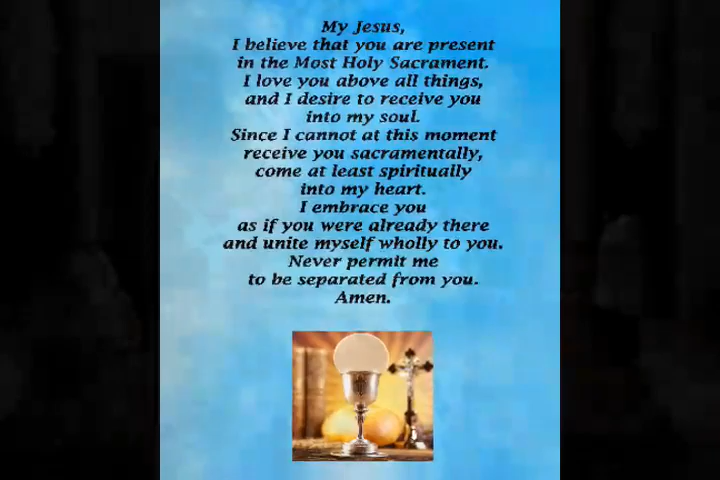 My Jesus,
I believe that you are present
in the Most Holy Sacrament.
I love you above all things,
and I desire to receive you
into my soul.
Since I cannot at this moment
receive you sacramentally,
come at least spiritually
into my heart.
I embrace you
as if you were already there
and unite myself wholly to you.
Never permit me
to be separated from you.
Amen.